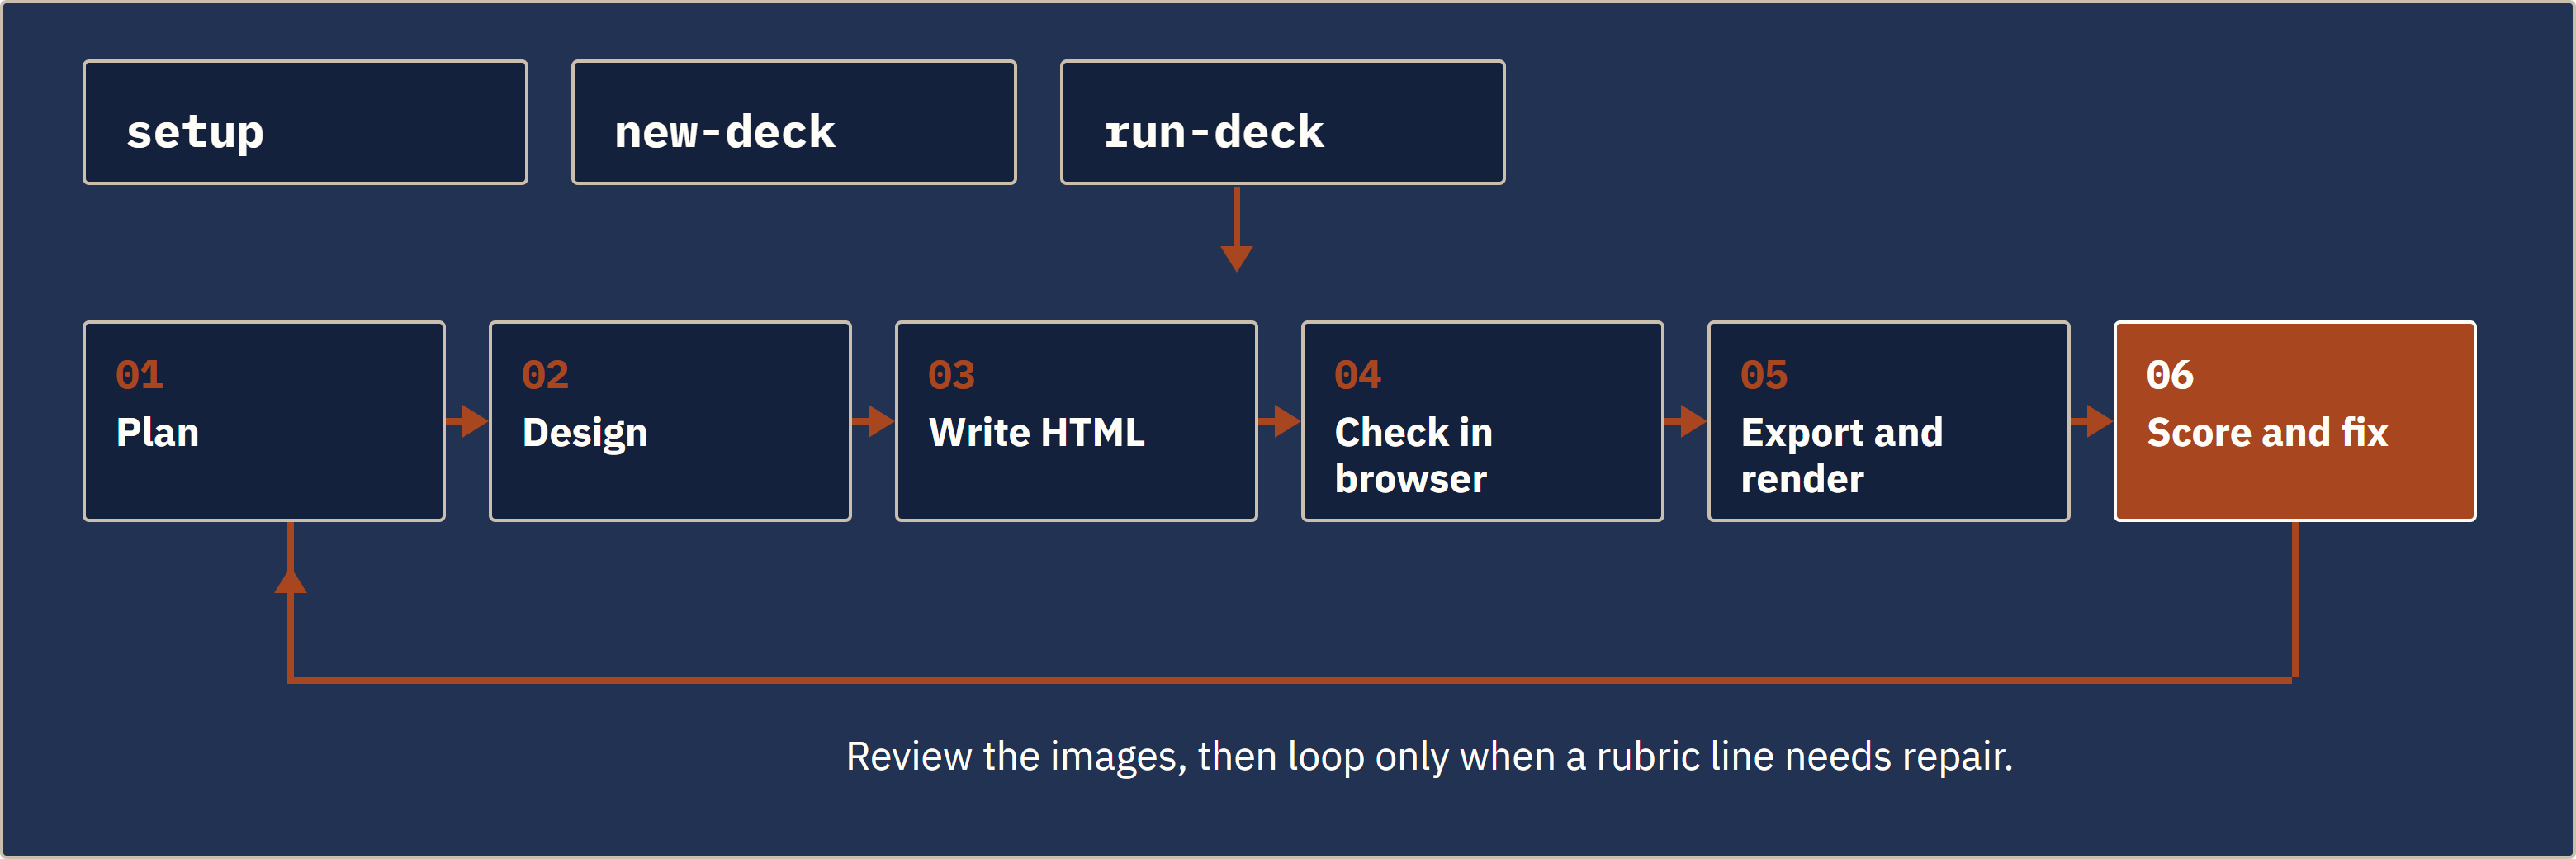 setup
new-deck
run-deck
01
Plan
02
Design
03
Write HTML
04
Check in
browser
05
Export and
render
06
Score and fix
Review the images, then loop only when a rubric line needs repair.